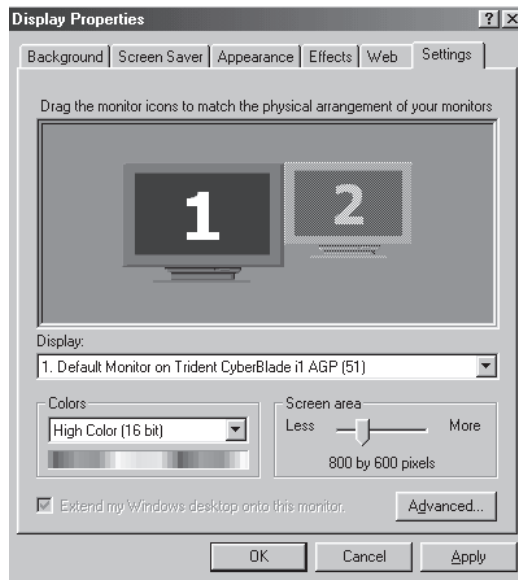 Display Properties
Background Screen Saver Appearance Effects Web Settings
Drag the monitor icons to match the physical arrangement of your monitors
1 2
Display:
1. Default Monitor on Trident CyberBlade i1 AGP (51)
Colors
High Color (16 bit)
Screen area
Less More
800 by 600 pixels
Extend my Windows desktop onto this monitor.
Advanced...
OK Cancel Apply